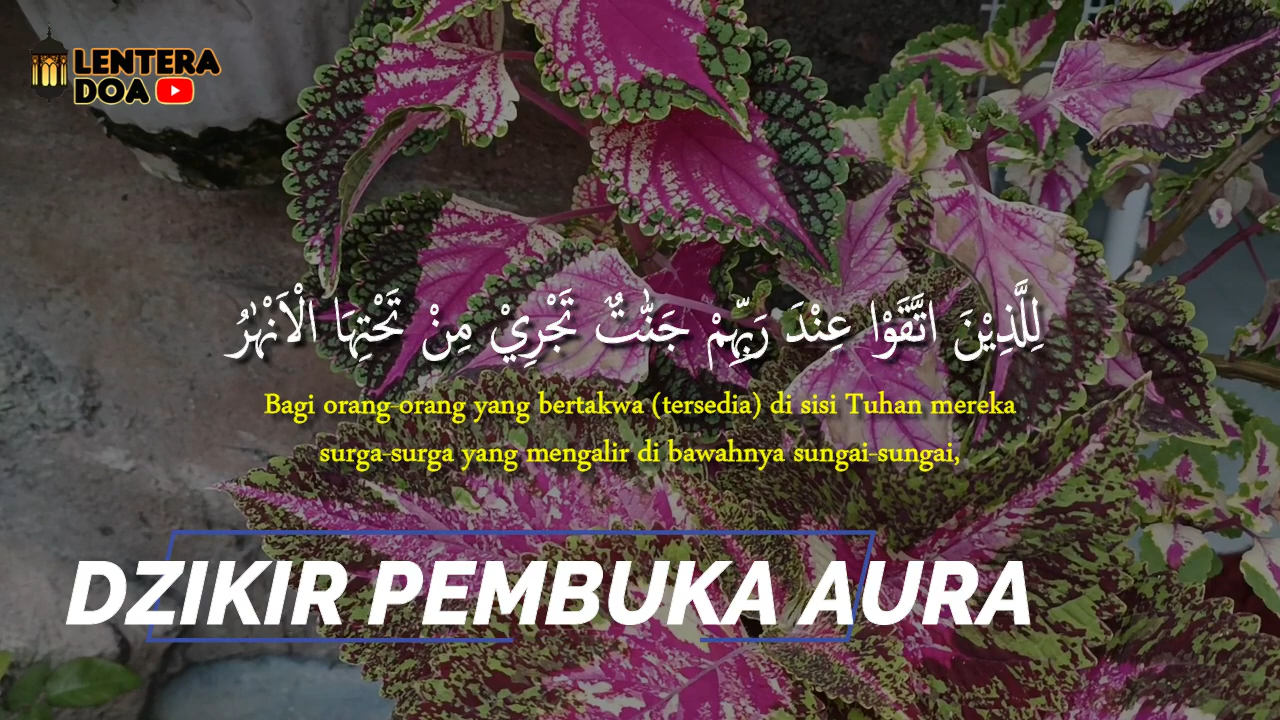 LENTERA
DOA
لِلَّذِيْنَ اتَّقَوْا عِنْدَ رَبِّهِمْ جَنّٰتٌ تَجْرِيْ مِنْ تَحْتِهَا الْاَنْهٰرُ
Bagi orang-orang yang bertakwa (tersedia) di sisi Tuhan mereka
surga-surga yang mengalir di bawahnya sungai-sungai,
DZIKIR PEMBUKA AURA